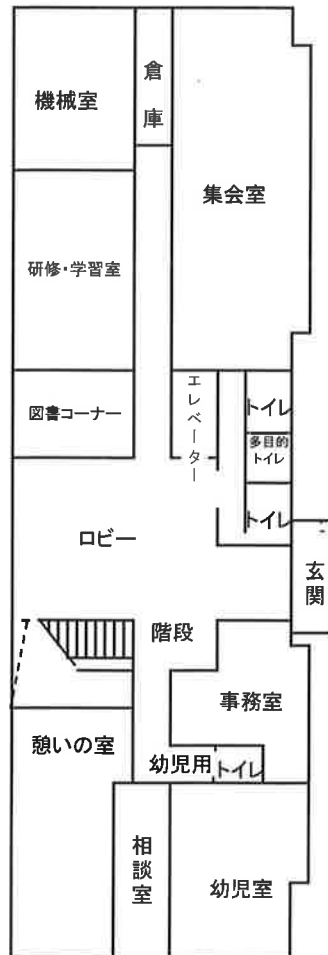 倉庫
機械室
集会室
研修・学習室
エレベーター
図書コーナー
トイレ
多目的
トイレ
トイレ
ロビー
玄関
階段
事務室
憩いの室
幼児用
トイレ
相談室
幼児室